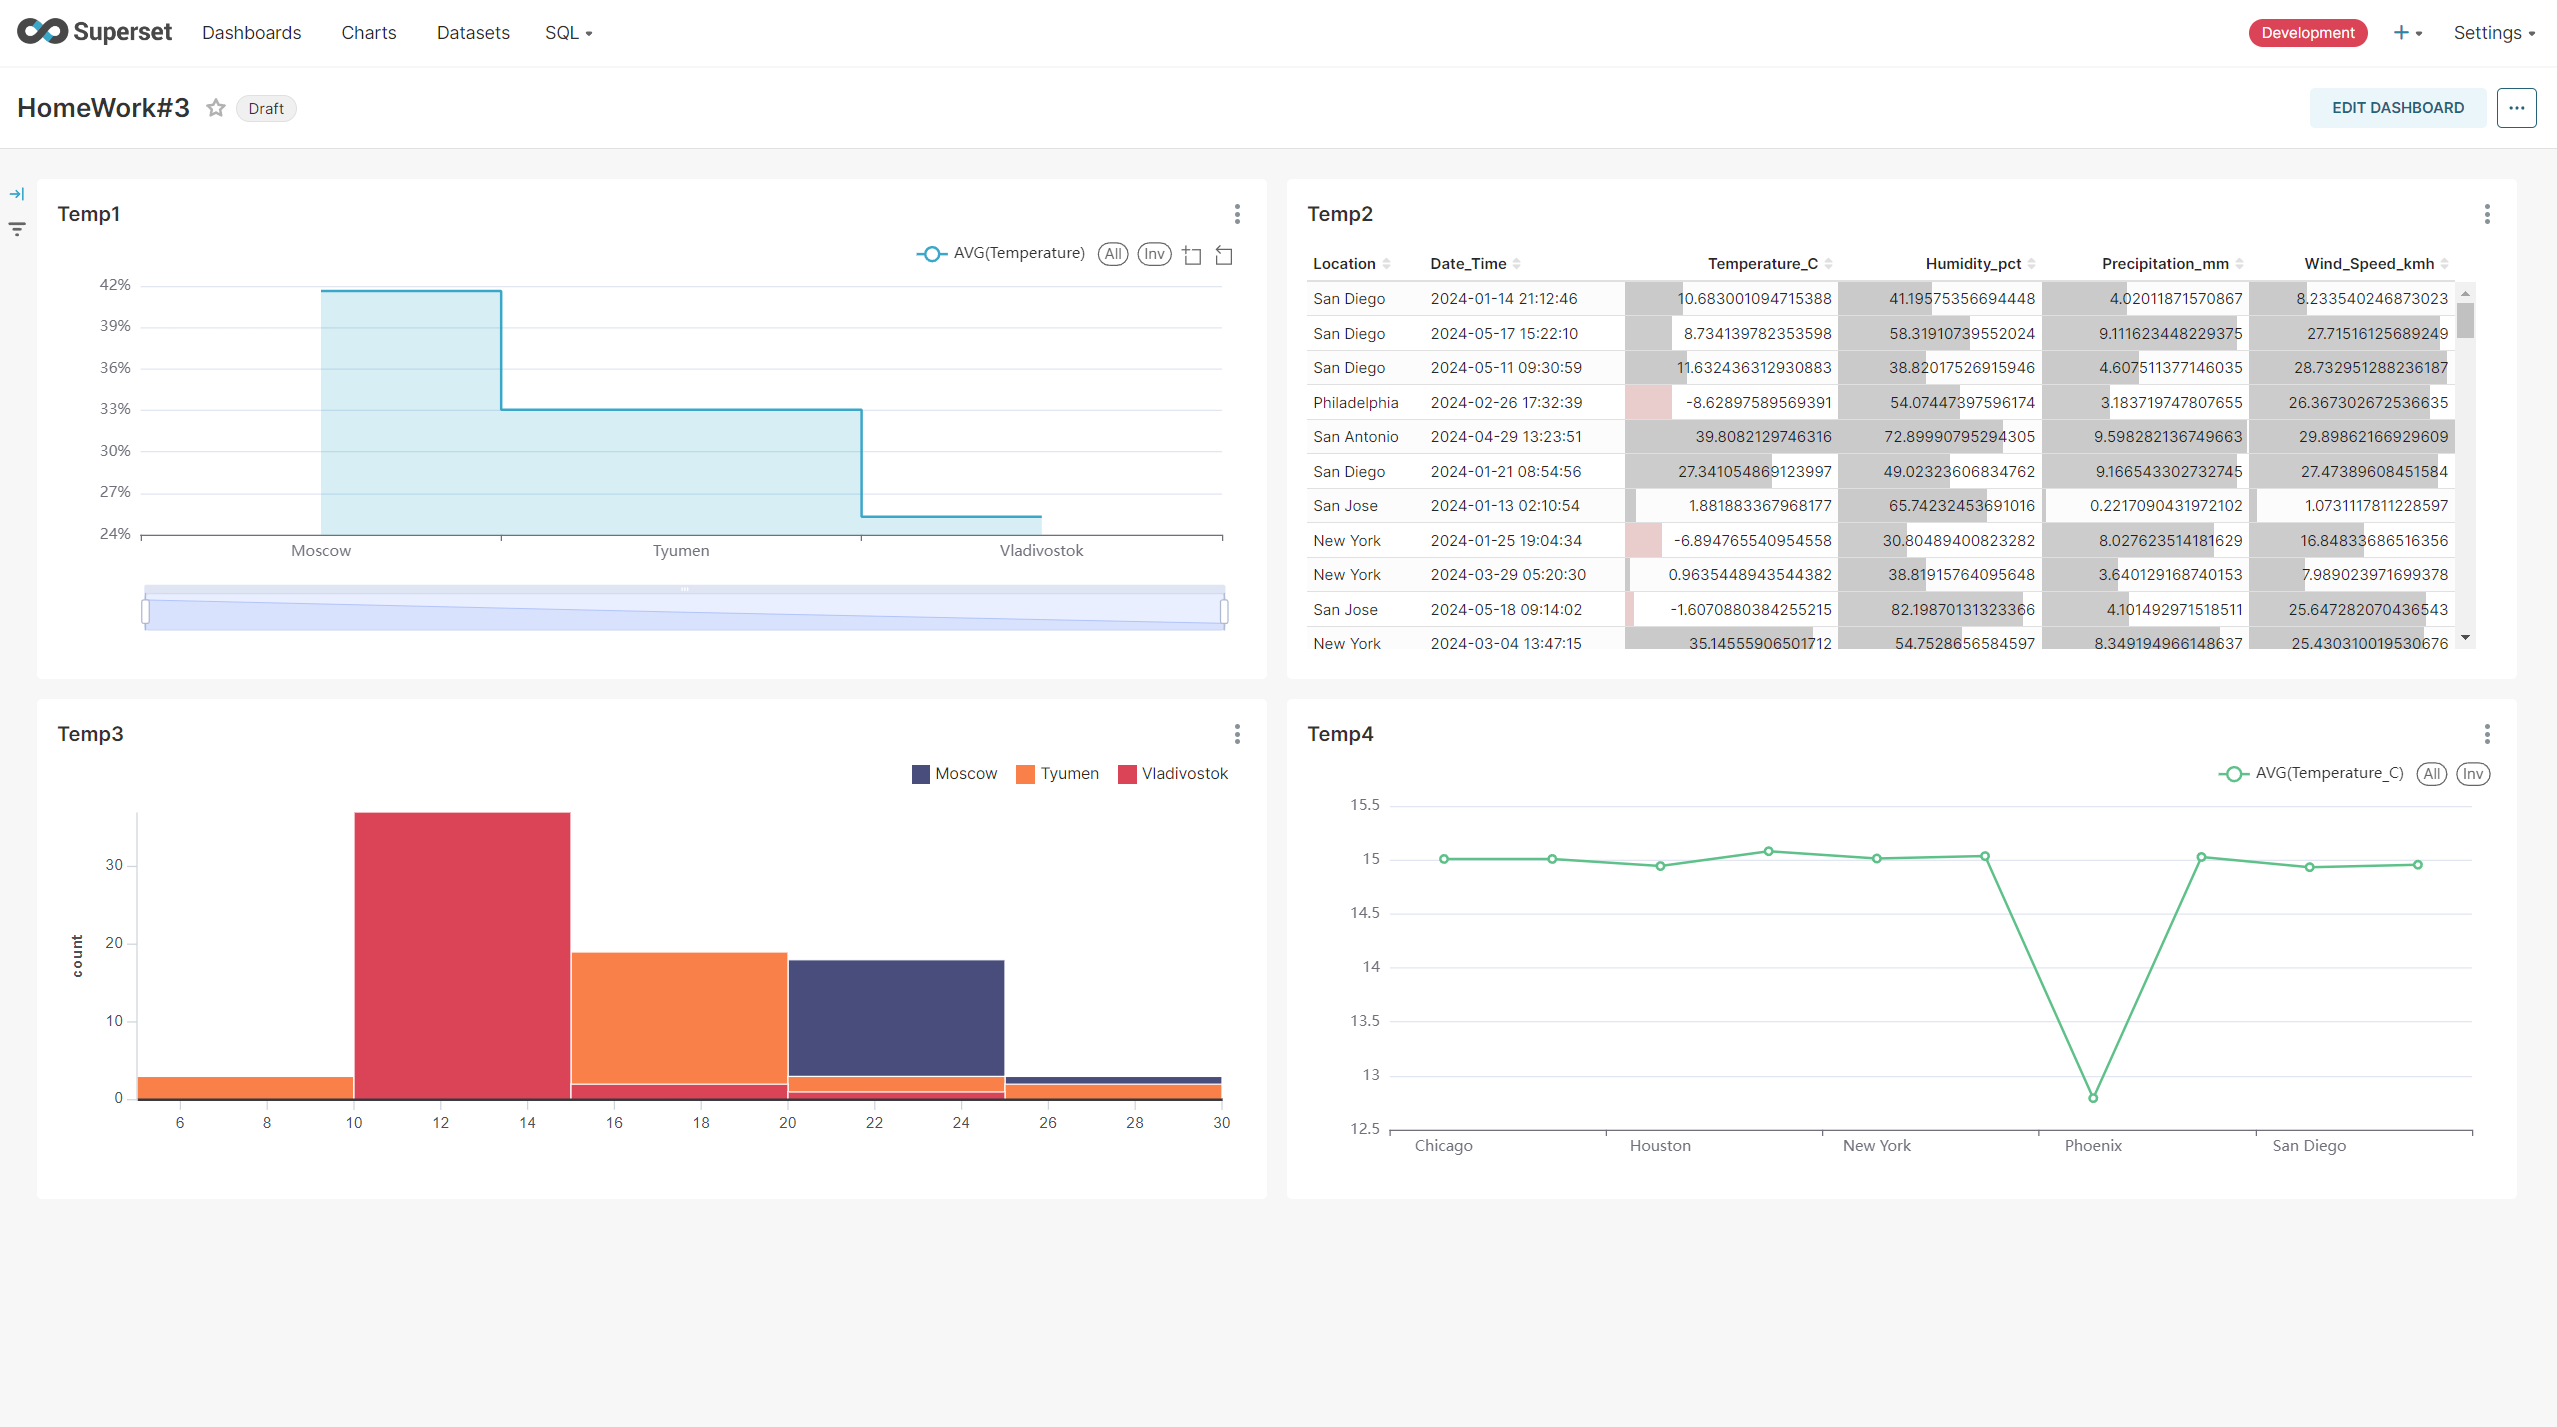 Superset Dashboards Charts Datasets SQL Development + Settings
HomeWork#3 Draft EDIT DASHBOARD ...
Temp1
AVG(Temperature) All Inv
42%
39%
36%
33%
30%
27%
24%
Moscow Tyumen Vladivostok
Temp2
Location Date_Time Temperature_C Humidity_pct Precipitation_mm Wind_Speed_kmh
San Diego 2024-01-14 21:12:46 10.683001094715388 41.19575356694448 4.02011871570867 8.233540246873023
San Diego 2024-05-17 15:22:10 8.734139782353598 58.31910739552024 9.111623448229375 27.71516125689249
San Diego 2024-05-11 09:30:59 11.632436312930883 38.82017526915946 4.607511377146035 28.732951288236187
Philadelphia 2024-02-26 17:32:39 -8.62897589569391 54.07447397596174 3.183719747807655 26.367302672536635
San Antonio 2024-04-29 13:23:51 39.8082129746316 72.89990795294305 9.598282136749663 29.89862166929609
San Diego 2024-01-21 08:54:56 27.341054869123997 49.02323606834762 9.166543302732745 27.47389608451584
San Jose 2024-01-13 02:10:54 1.881883367968177 65.74232453691016 0.2217090431972102 1.0731117811228597
New York 2024-01-25 19:04:34 -6.894765540954558 30.80489400823282 8.027623514181629 16.84833686516356
New York 2024-03-29 05:20:30 0.9635448943544382 38.81915764095648 3.640129168740153 7.989023971699378
San Jose 2024-05-18 09:14:02 -1.6070880384255215 82.19870131323366 4.101492971518511 25.647282070436543
New York 2024-03-04 13:47:15 35.14555906501712 54.7528656584597 8.349194966148637 25.430310019530676
Temp3
Moscow Tyumen Vladivostok
count
30
20
10
0
6 8 10 12 14 16 18 20 22 24 26 28 30
Temp4
AVG(Temperature_C) All Inv
15.5
15
14.5
14
13.5
13
12.5
Chicago Houston New York Phoenix San Diego